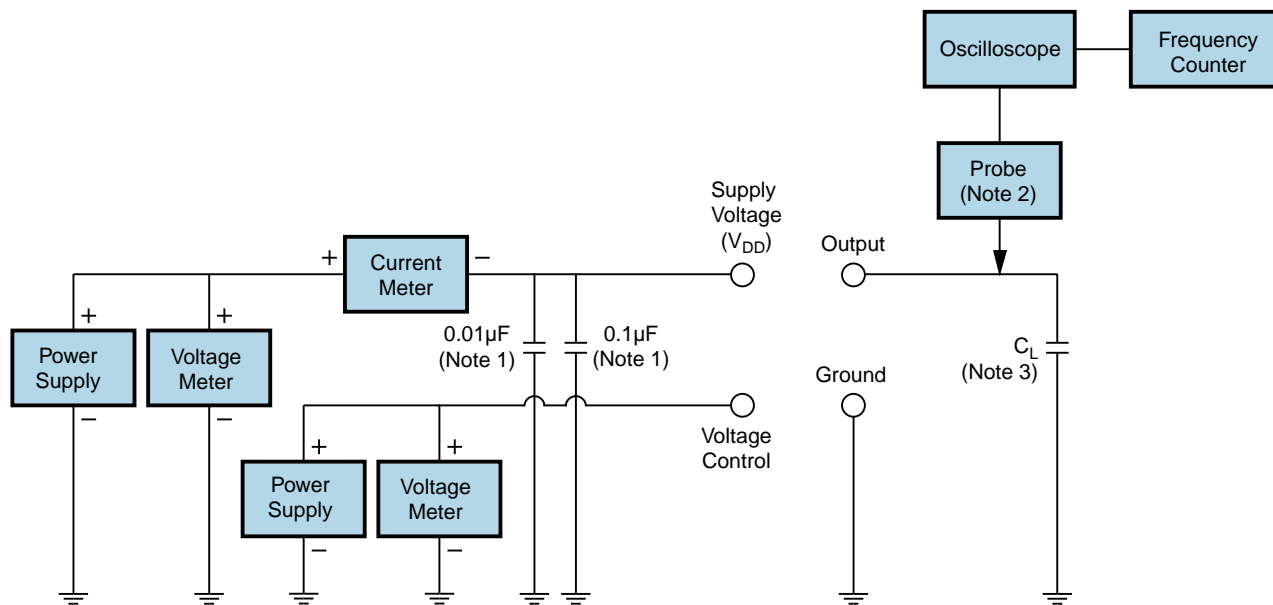 Oscilloscope
Frequency
Counter
Probe
(Note 2)
Supply
Voltage
(VDD)
Output
+
Current
Meter
−
+
Power
Supply
−
+
Voltage
Meter
−
0.01µF
(Note 1)
0.1µF
(Note 1)
CL
(Note 3)
Ground
Voltage
Control
+
Power
Supply
−
+
Voltage
Meter
−